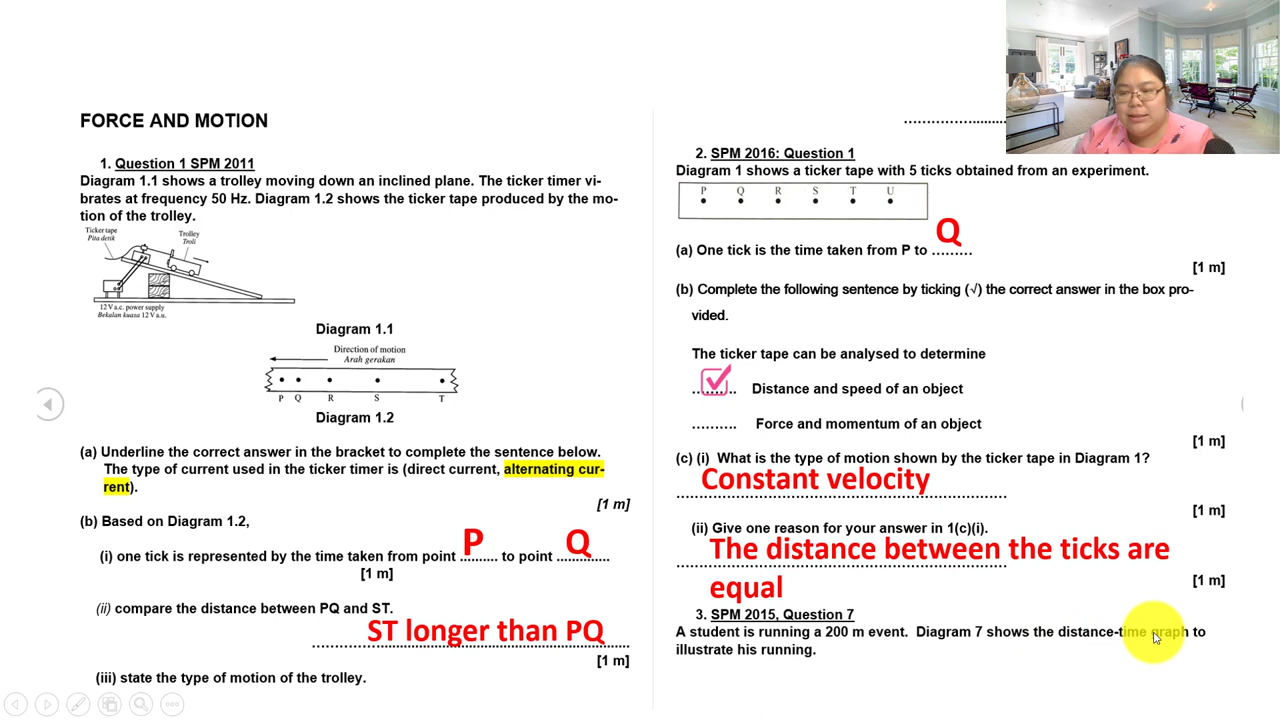 FORCE AND MOTION
1. Question 1 SPM 2011
Diagram 1.1 shows a trolley moving down an inclined plane. The ticker timer vi-
brates at frequency 50 Hz. Diagram 1.2 shows the ticker tape produced by the mo-
tion of the trolley.
Ticker tape
Pita detik
Trolley
Troli
12 V a.c. power supply
Bekalan kuasa 12 V a.u.
Diagram 1.1
Direction of motion
Arah gerakan
P Q R S T
Diagram 1.2
(a) Underline the correct answer in the bracket to complete the sentence below.
The type of current used in the ticker timer is (direct current, alternating cur-
rent).
[1 m]
(b) Based on Diagram 1.2,
(i) one tick is represented by the time taken from point P.......... to point Q..............
[1 m]
(ii) compare the distance between PQ and ST.
ST longer than PQ
[1 m]
(iii) state the type of motion of the trolley.
2. SPM 2016: Question 1
Diagram 1 shows a ticker tape with 5 ticks obtained from an experiment.
P Q R S T U
(a) One tick is the time taken from P to Q.........
[1 m]
(b) Complete the following sentence by ticking (√) the correct answer in the box pro-
vided.
The ticker tape can be analysed to determine
.......... Distance and speed of an object
.......... Force and momentum of an object
[1 m]
(c) (i) What is the type of motion shown by the ticker tape in Diagram 1?
Constant velocity
[1 m]
(ii) Give one reason for your answer in 1(c)(i).
The distance between the ticks are
equal
[1 m]
3. SPM 2015, Question 7
A student is running a 200 m event. Diagram 7 shows the distance-time graph to
illustrate his running.